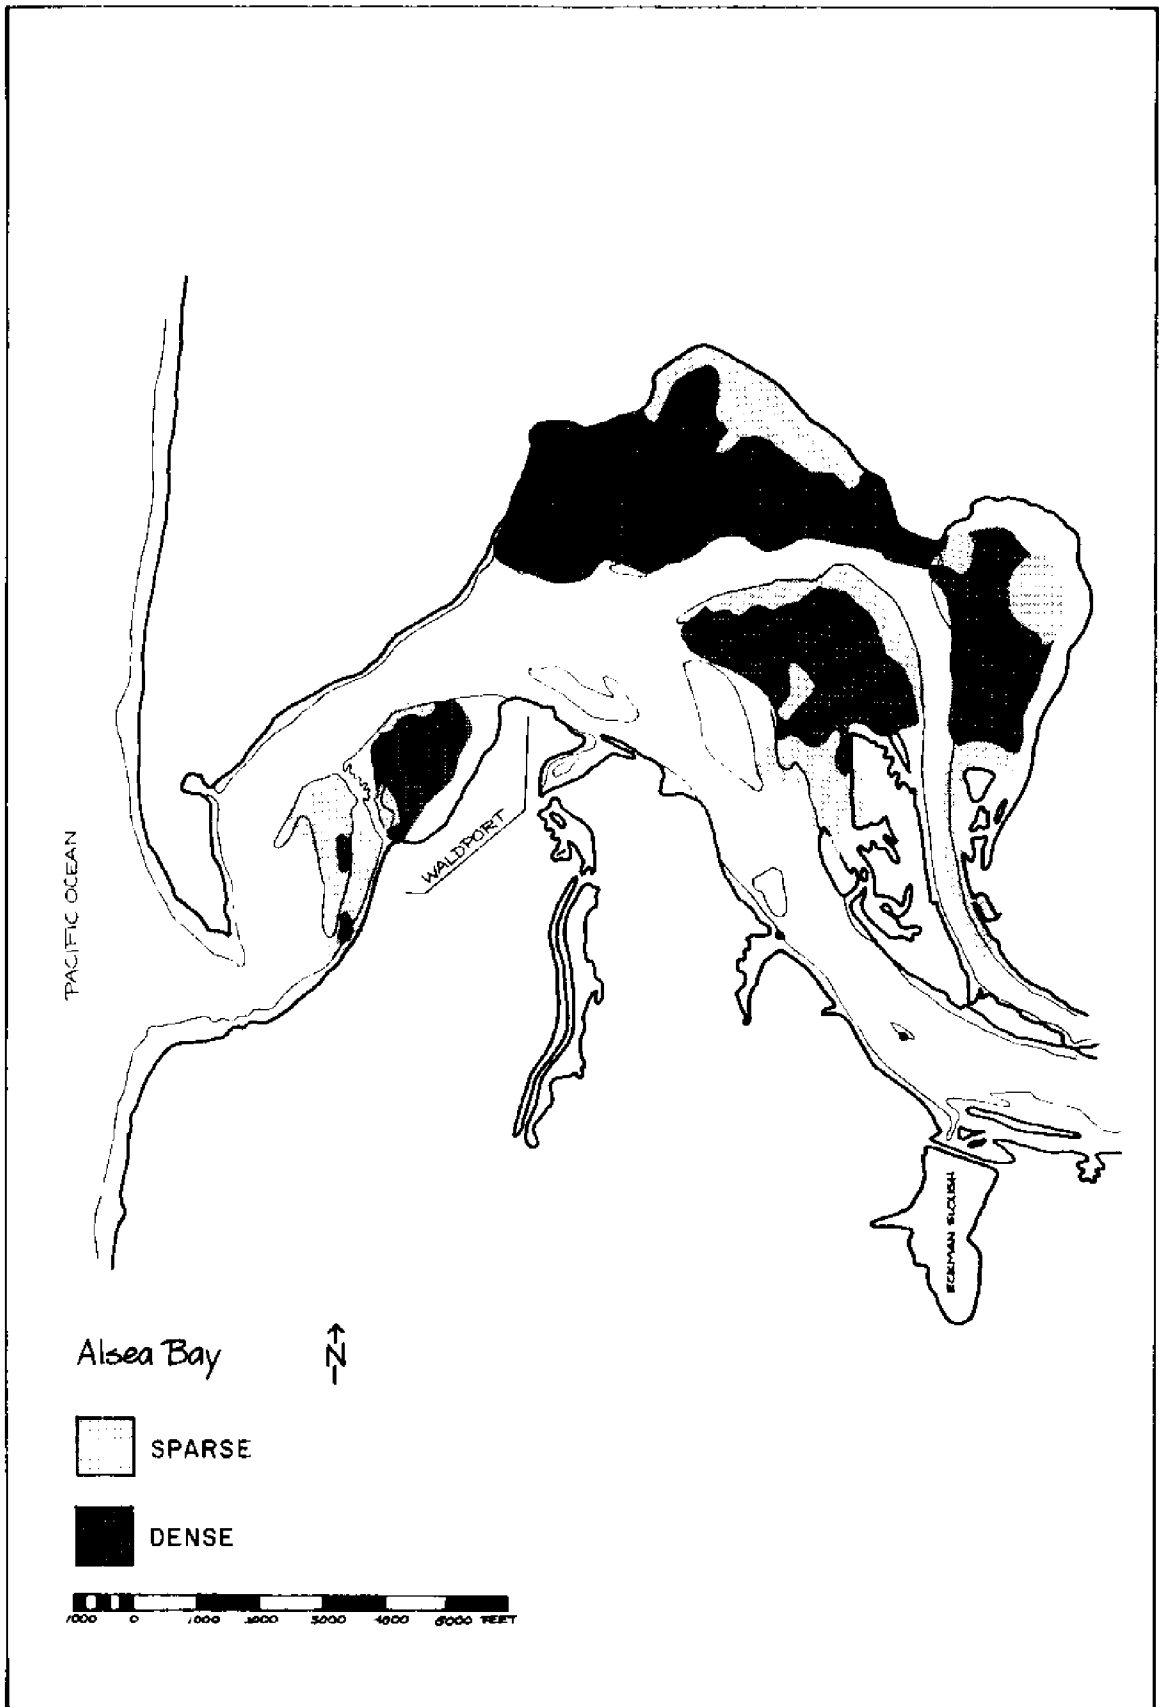 PACIFIC OCEAN
WALDPORT
ECKMAN SLOUGH
Alsea Bay
N
SPARSE
DENSE
1000 0 1000 2000 3000 4000 5000 FEET